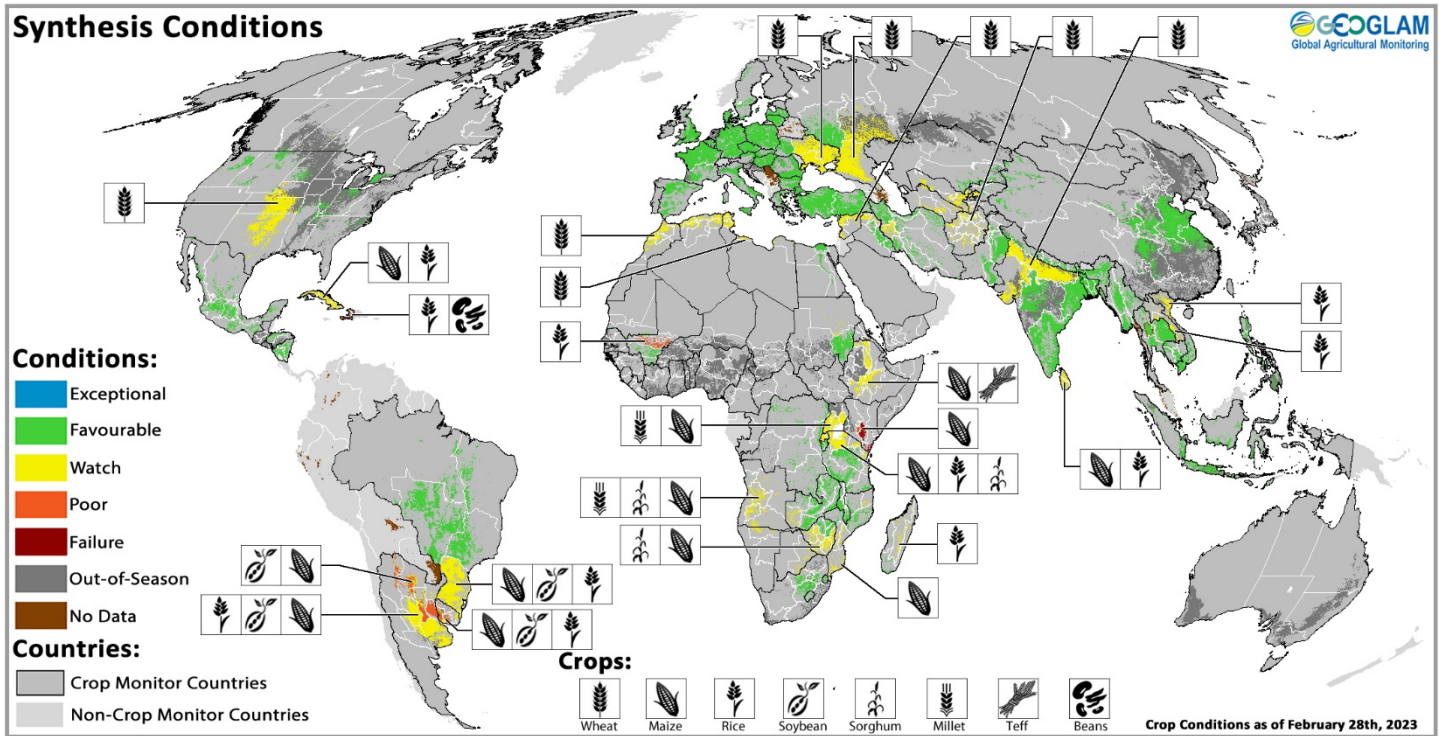 Synthesis Conditions
GEOGLAM
Global Agricultural Monitoring
Conditions:
Exceptional
Favourable
Watch
Poor
Failure
Out-of-Season
No Data
Countries:
Crop Monitor Countries
Non-Crop Monitor Countries
Crops:
Wheat Maize Rice Soybean Sorghum Millet Teff Beans
Crop Conditions as of February 28th, 2023